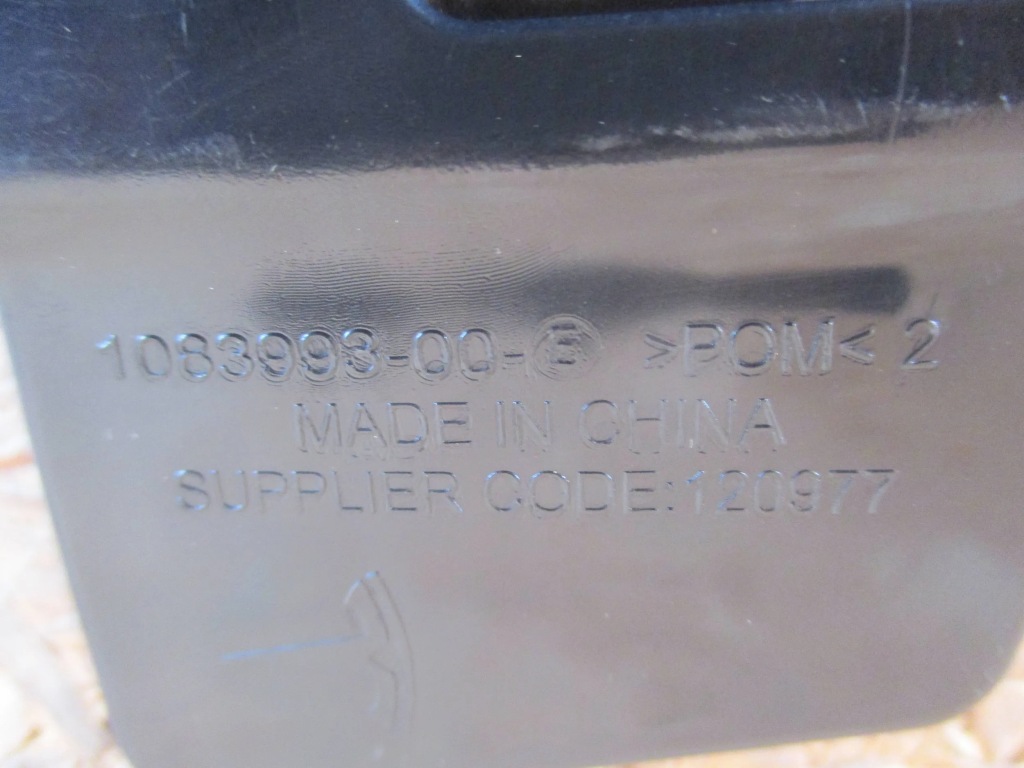 1083993-00-E >POM< 2
MADE IN CHINA
SUPPLIER CODE:120977